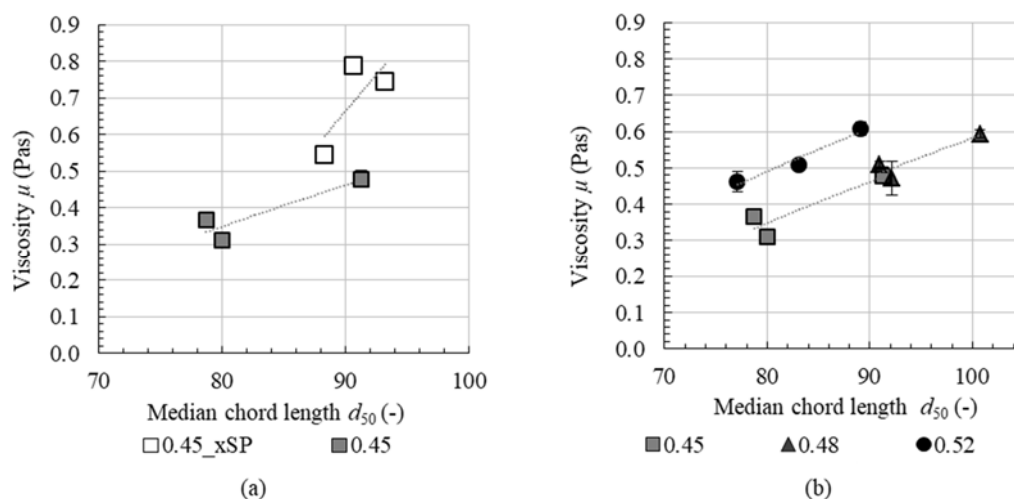 0.9
0.8
0.7
0.6
0.5
0.4
0.3
0.2
0.1
0.0
Viscosity μ (Pas)
70 80 90 100
Median chord length d50 (-)
0.45_xSP 0.45
(a)
0.9
0.8
0.7
0.6
0.5
0.4
0.3
0.2
0.1
0.0
Viscosity μ (Pas)
70 80 90 100
Median chord length d50 (-)
0.45 0.48 0.52
(b)